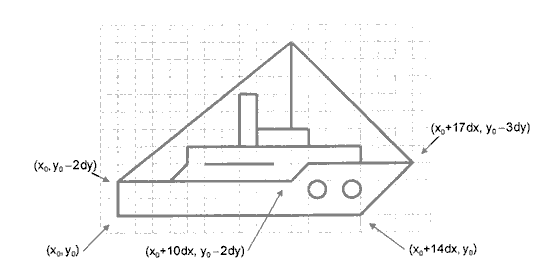 (x₀+17dx, y₀−3dy)
(x₀, y₀−2dy)
(x₀, y₀)
(x₀+10dx, y₀−2dy)
(x₀+14dx, y₀)